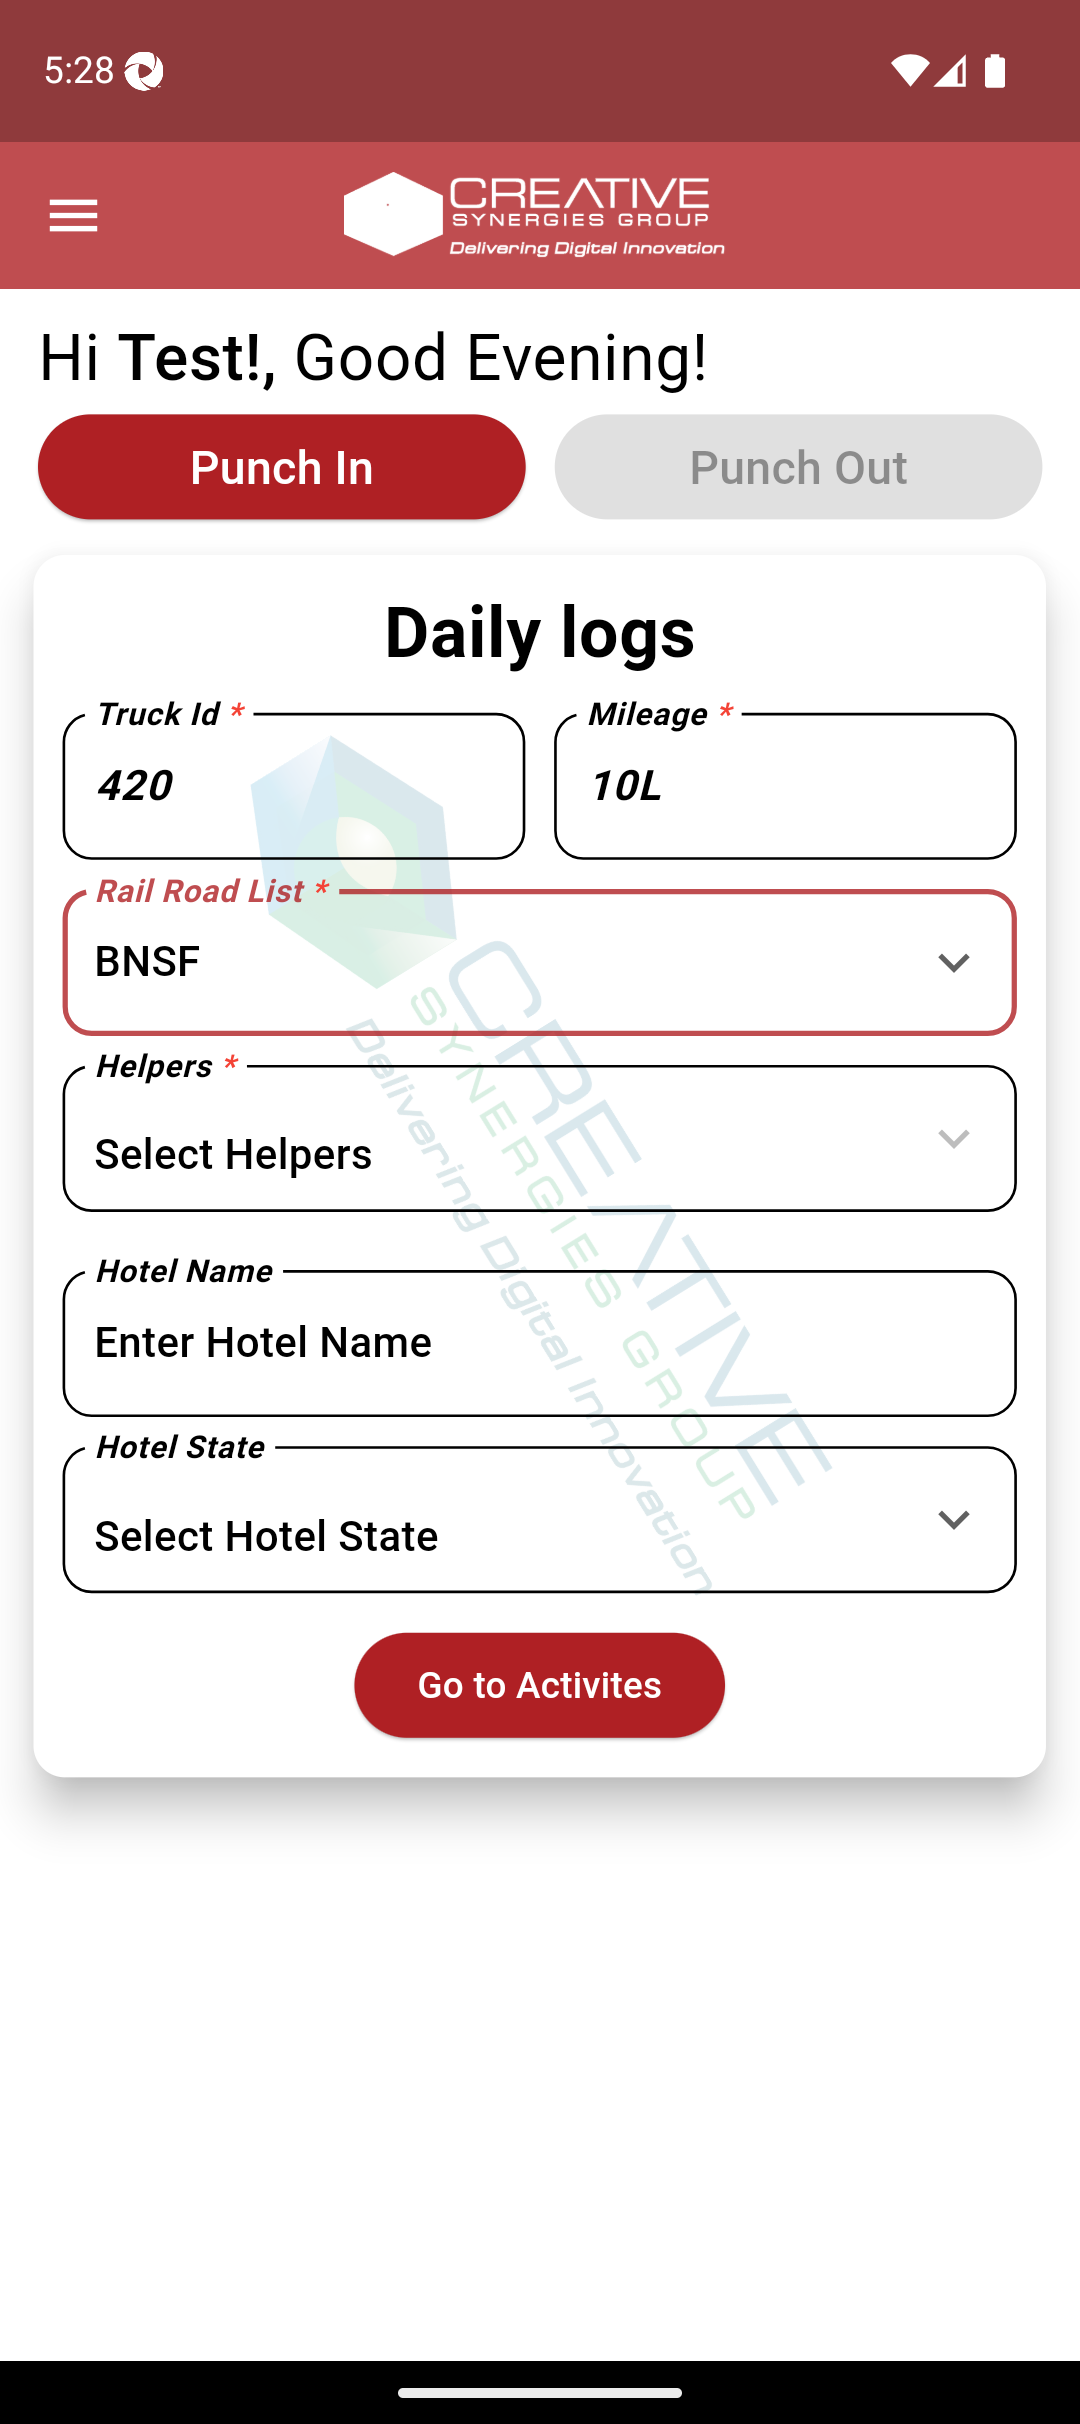 5:28
CREATIVE
SYNERGIES GROUP
Delivering Digital Innovation
Hi Test!, Good Evening!
Punch In
Punch Out
Daily logs
Truck Id *
Mileage *
420
10L
Rail Road List *
BNSF
Helpers *
Select Helpers
Hotel Name
Enter Hotel Name
Hotel State
Select Hotel State
CREATIVE
SYNERGIES GROUP
Delivering Digital Innovation
Go to Activites